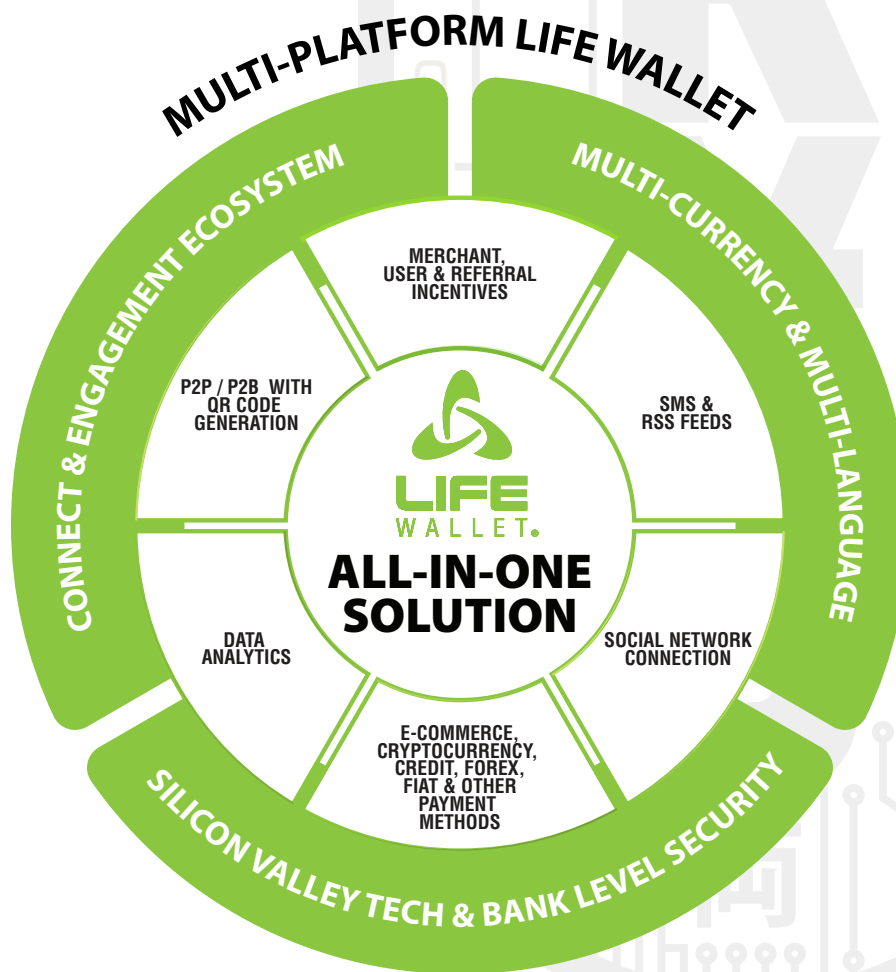 MULTI-PLATFORM LIFE WALLET
CONNECT & ENGAGEMENT ECOSYSTEM
MULTI-CURRENCY & MULTI-LANGUAGE
MERCHANT,
USER & REFERRAL
INCENTIVES
P2P / P2B WITH
QR CODE
GENERATION
SMS &
RSS FEEDS
LIFE
WALLET.
ALL-IN-ONE
SOLUTION
DATA
ANALYTICS
SOCIAL NETWORK
CONNECTION
E-COMMERCE,
CRYPTOCURRENCY,
CREDIT, FOREX,
FIAT & OTHER
PAYMENT
METHODS
SILICON VALLEY TECH & BANK LEVEL SECURITY